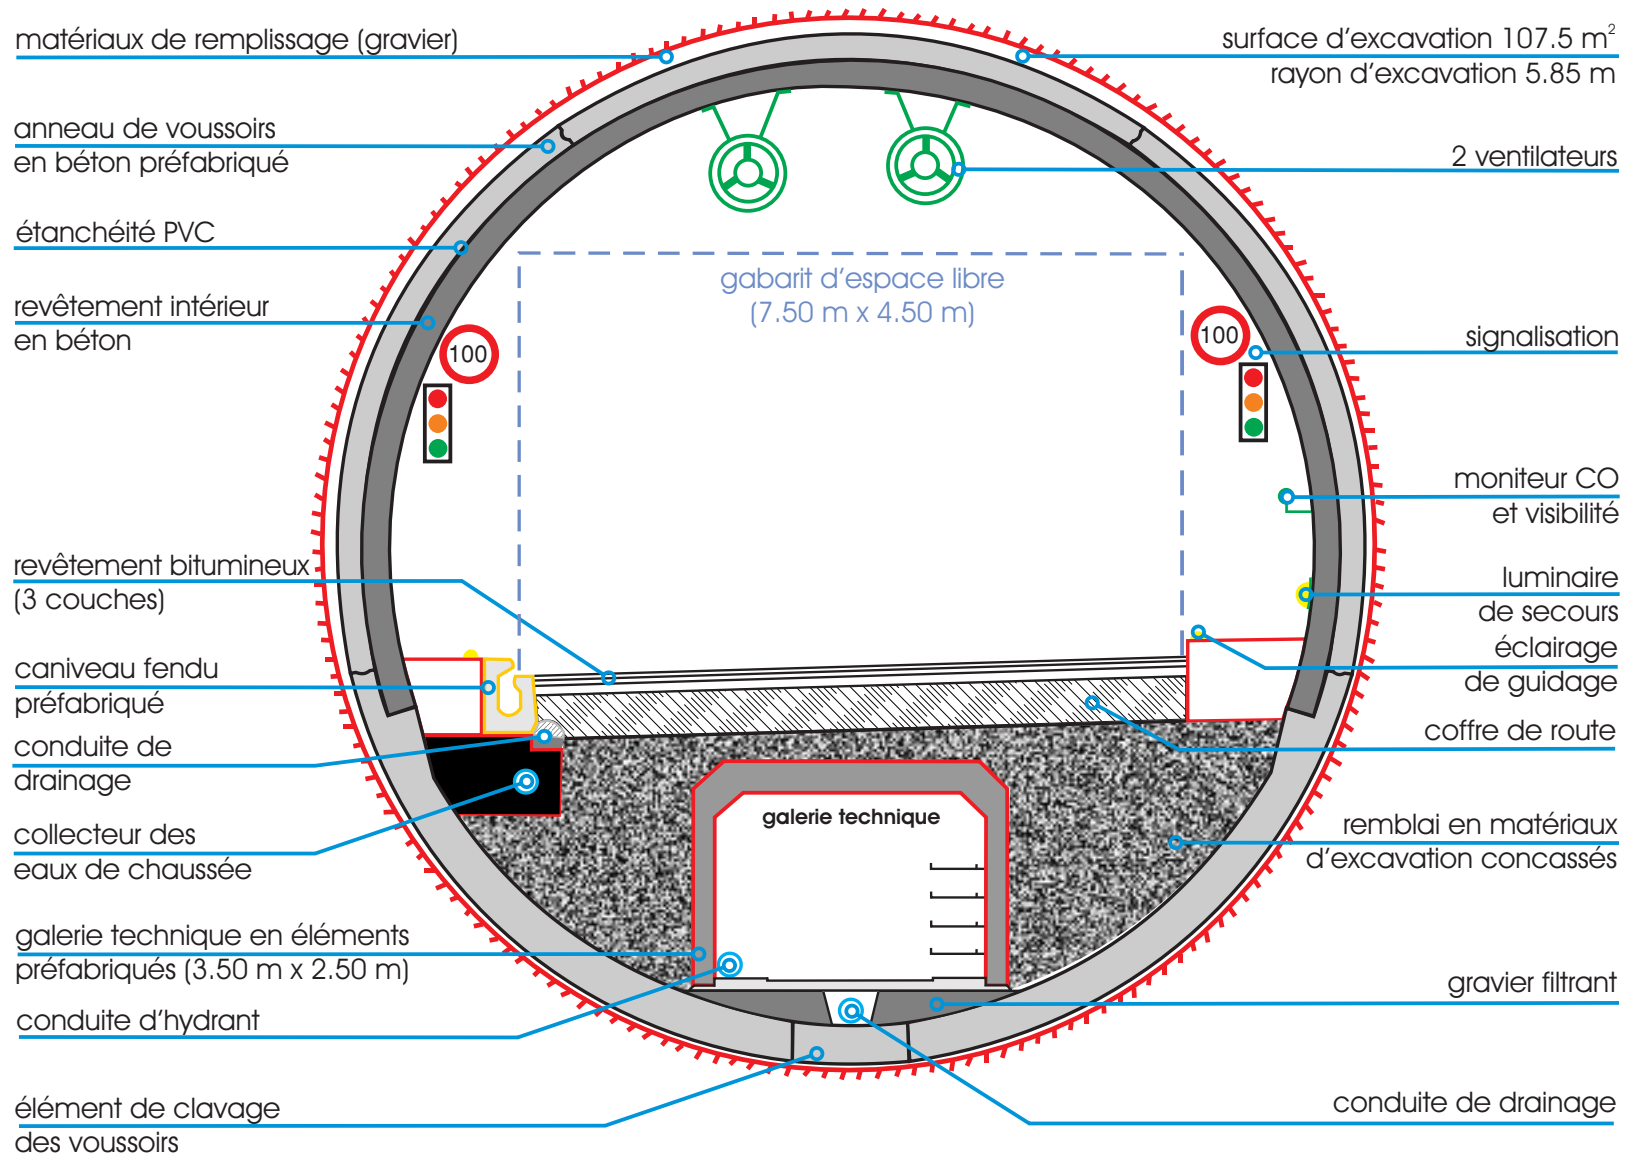 matériaux de remplissage (gravier)
surface d'excavation 107.5 m²
rayon d'excavation 5.85 m
anneau de voussoirs
en béton préfabriqué
2 ventilateurs
étanchéité PVC
gabarit d'espace libre
(7.50 m x 4.50 m)
revêtement intérieur
en béton
100
100
signalisation
moniteur CO
et visibilité
revêtement bitumineux
(3 couches)
luminaire
de secours
éclairage
de guidage
caniveau fendu
préfabriqué
coffre de route
conduite de
drainage
galerie technique
collecteur des
eaux de chaussée
remblai en matériaux
d'excavation concassés
galerie technique en éléments
préfabriqués (3.50 m x 2.50 m)
gravier filtrant
conduite d'hydrant
élément de clavage
des voussoirs
conduite de drainage